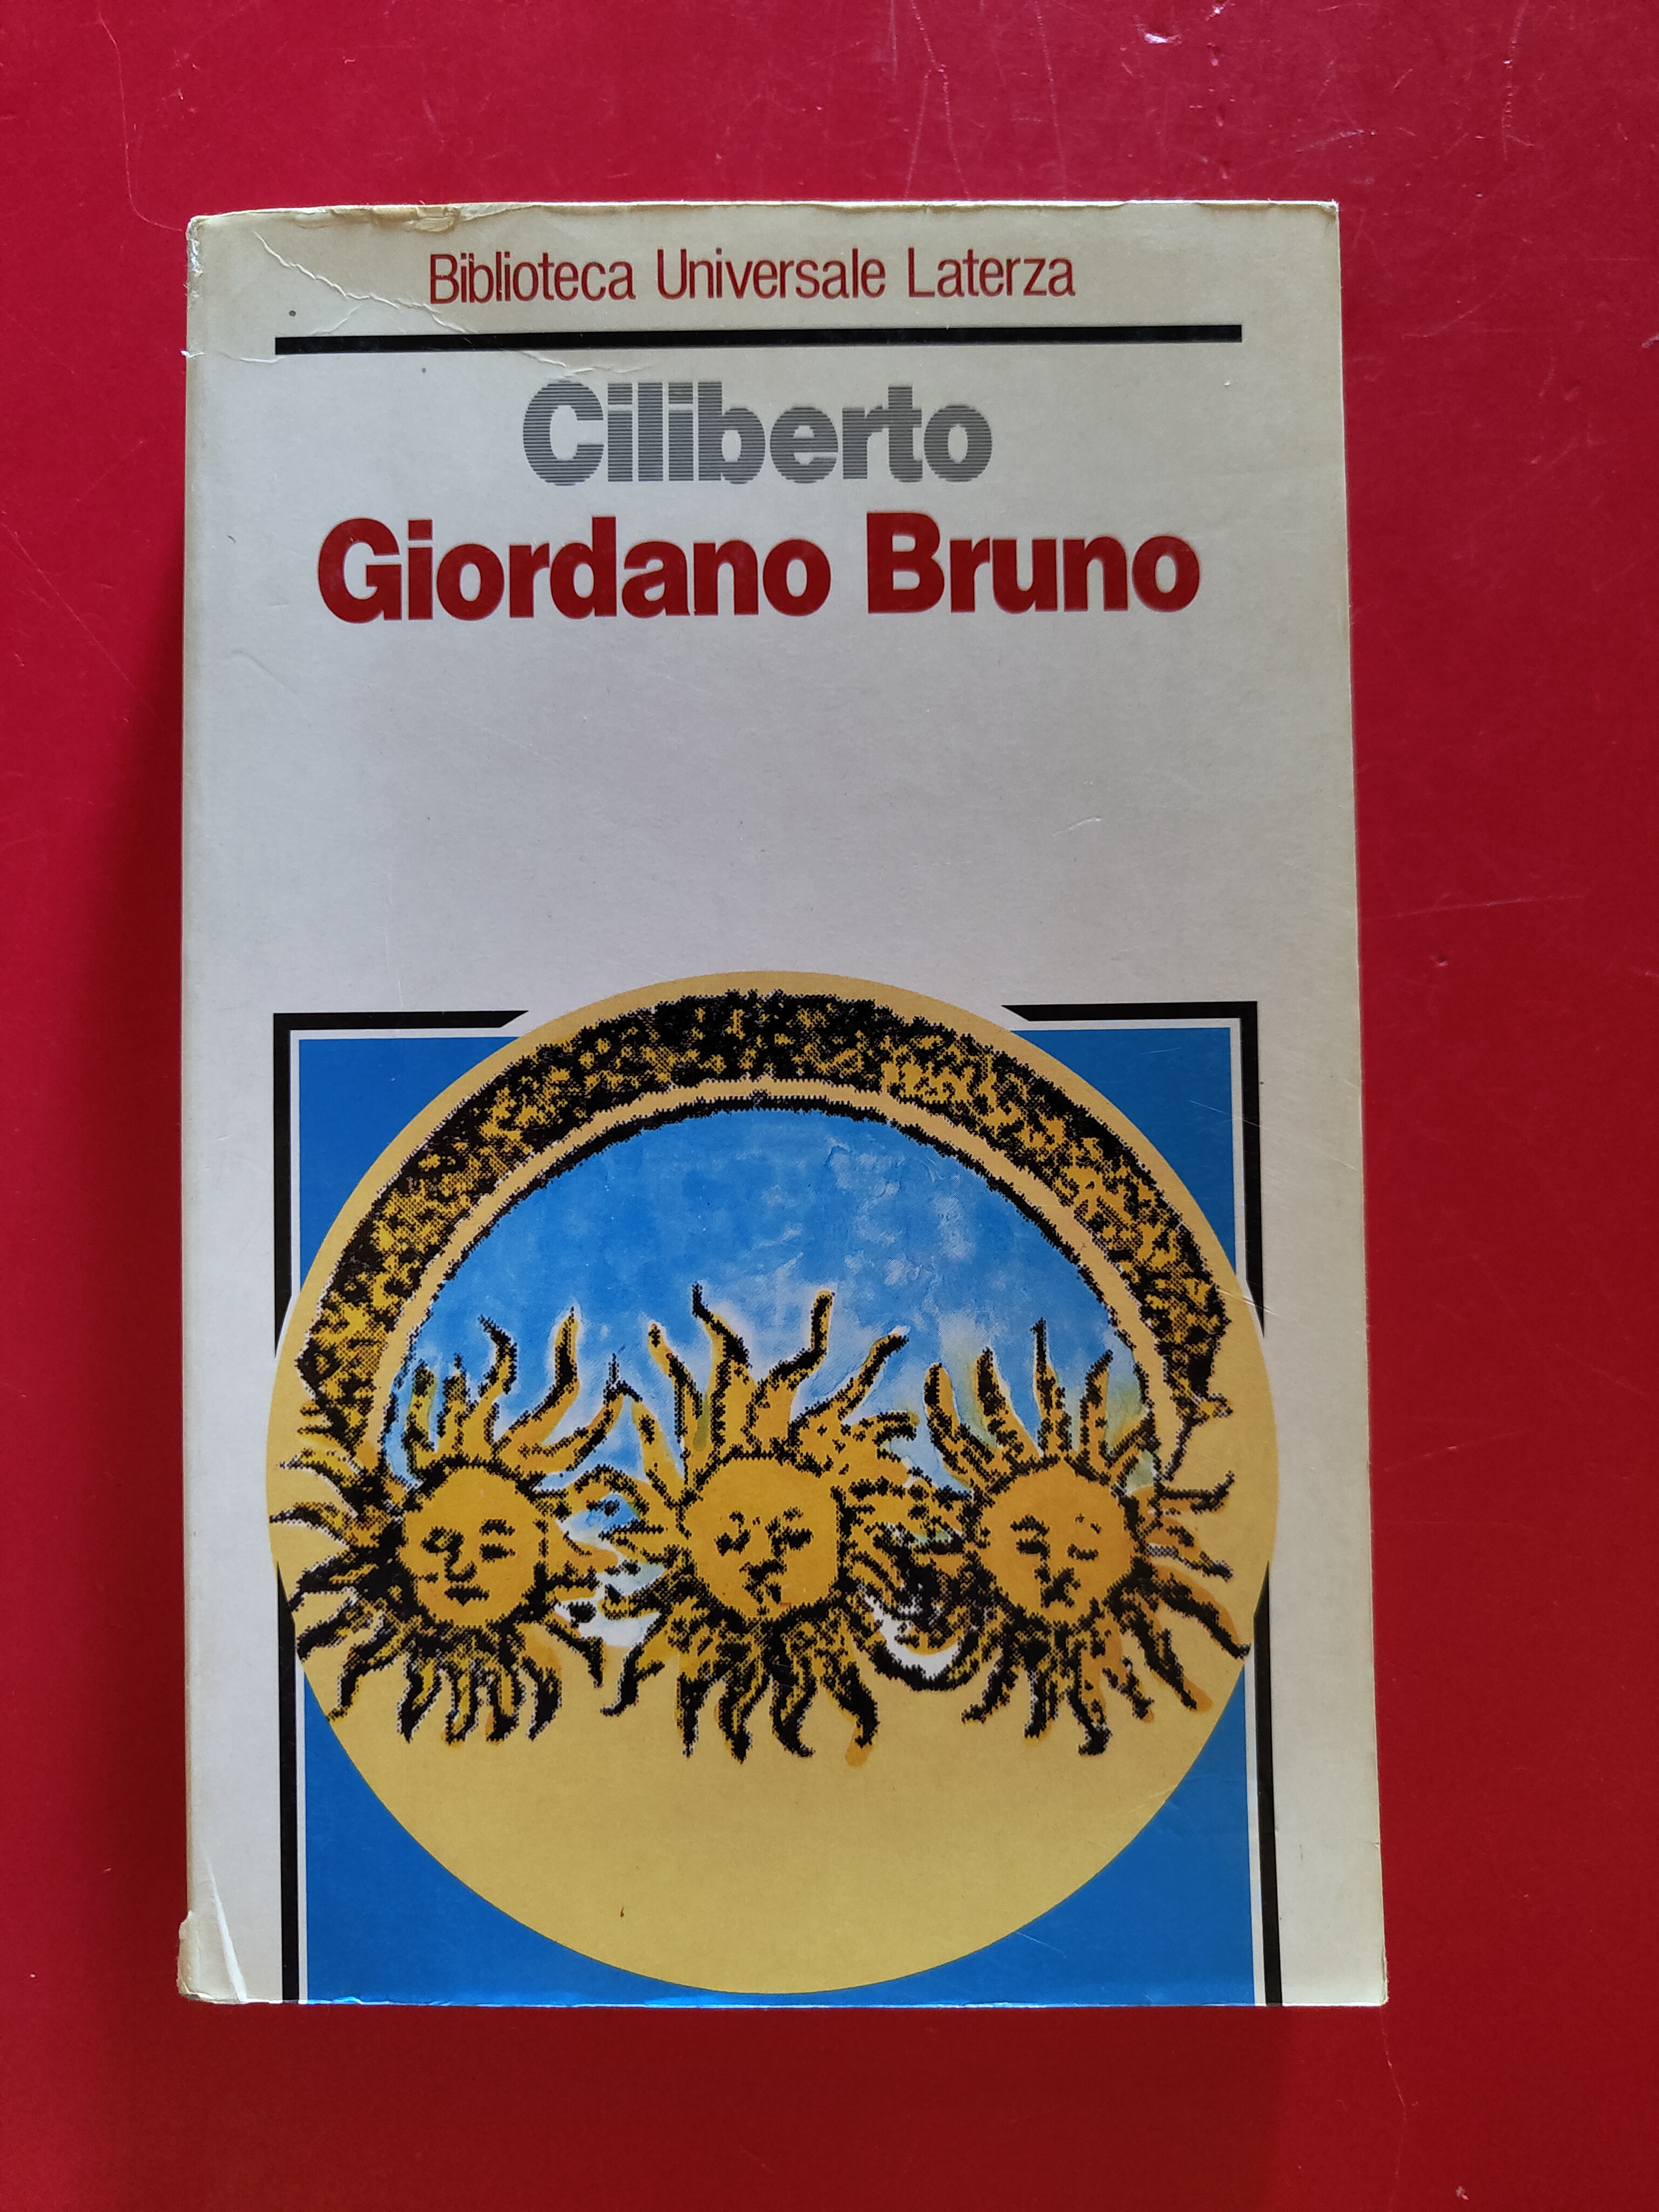 Biblioteca Universale Laterza
Ciliberto
Giordano Bruno